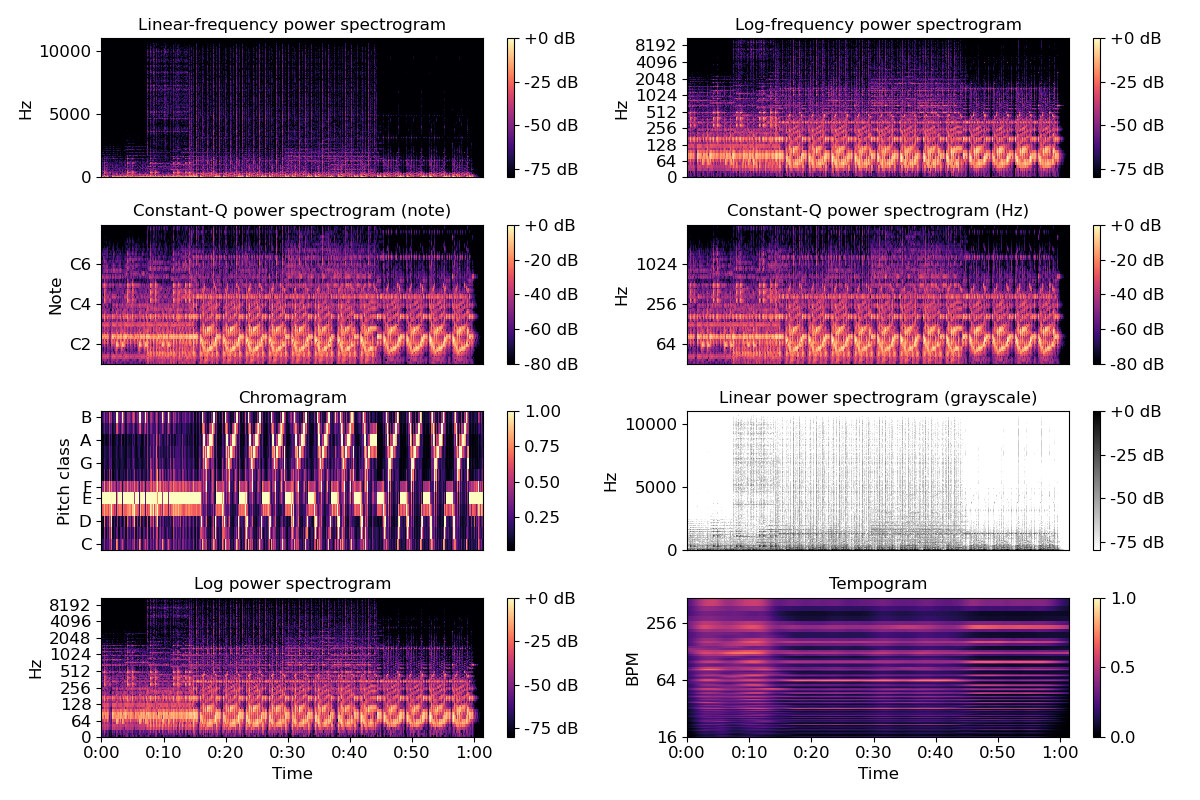 Linear-frequency power spectrogram
Hz
10000
5000
0
+0 dB
-25 dB
-50 dB
-75 dB
Log-frequency power spectrogram
Hz
8192
4096
2048
1024
512
256
128
64
0
+0 dB
-25 dB
-50 dB
-75 dB
Constant-Q power spectrogram (note)
Note
C6
C4
C2
+0 dB
-20 dB
-40 dB
-60 dB
-80 dB
Constant-Q power spectrogram (Hz)
Hz
1024
256
64
+0 dB
-20 dB
-40 dB
-60 dB
-80 dB
Chromagram
Pitch class
B
A
G
F
E
D
C
1.00
0.75
0.50
0.25
Linear power spectrogram (grayscale)
Hz
10000
5000
0
+0 dB
-25 dB
-50 dB
-75 dB
Log power spectrogram
Hz
8192
4096
2048
1024
512
256
128
64
0
0:00 0:10 0:20 0:30 0:40 0:50 1:00
Time
+0 dB
-25 dB
-50 dB
-75 dB
Tempogram
BPM
256
64
16
0:00 0:10 0:20 0:30 0:40 0:50 1:00
Time
1.0
0.5
0.0